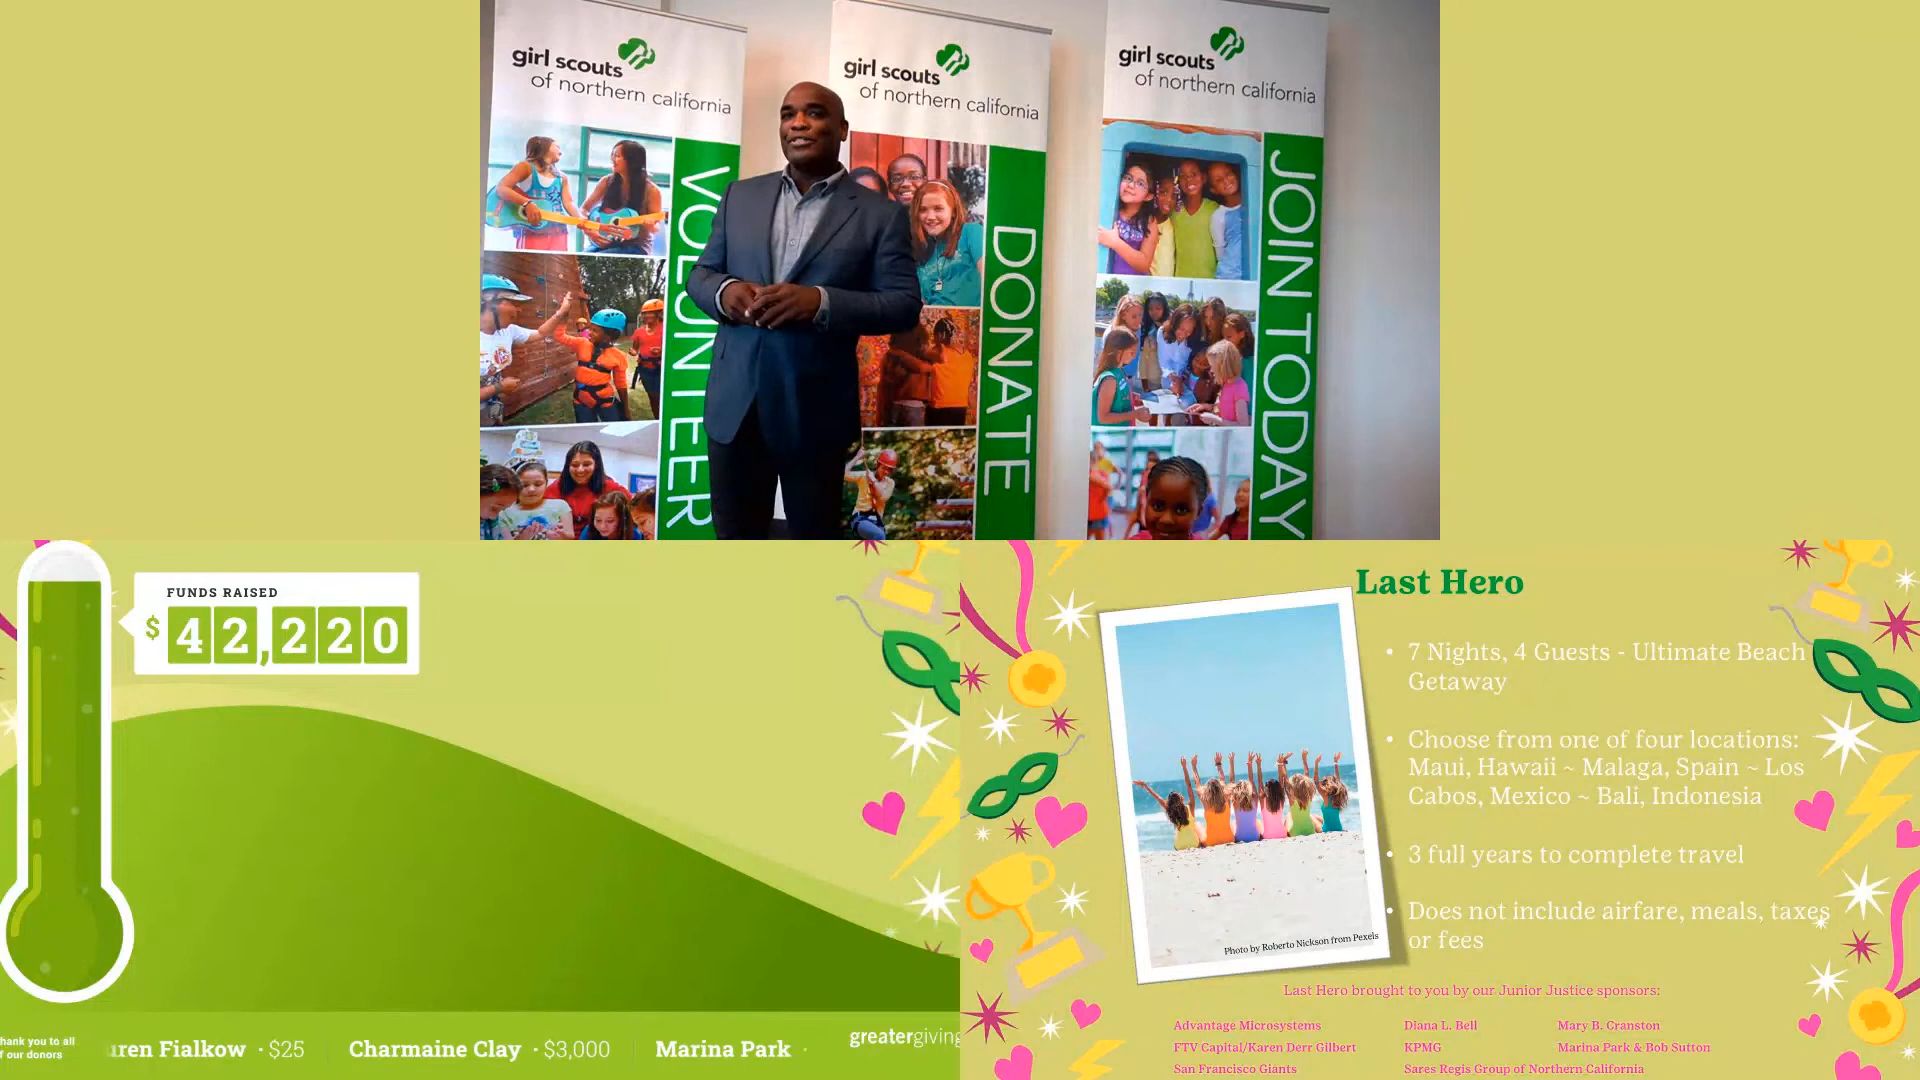 girl scouts
of northern california
VOLUNTEER
girl scouts
of northern california
DONATE
girl scouts
of northern california
JOIN TODAY
FUNDS RAISED
$ 42,220
hank you to all
f our donors
uren Fialkow · $25 Charmaine Clay · $3,000 Marina Park ·
greatergiving
Last Hero
• 7 Nights, 4 Guests - Ultimate Beach
Getaway
• Choose from one of four locations:
Maui, Hawaii ~ Malaga, Spain ~ Los
Cabos, Mexico ~ Bali, Indonesia
• 3 full years to complete travel
• Does not include airfare, meals, taxes
or fees
Photo by Roberto Nickson from Pexels
Last Hero brought to you by our Junior Justice sponsors:
Advantage Microsystems Diana L. Bell Mary B. Cranston
FTV Capital/Karen Derr Gilbert KPMG Marina Park & Bob Sutton
San Francisco Giants Sares Regis Group of Northern California